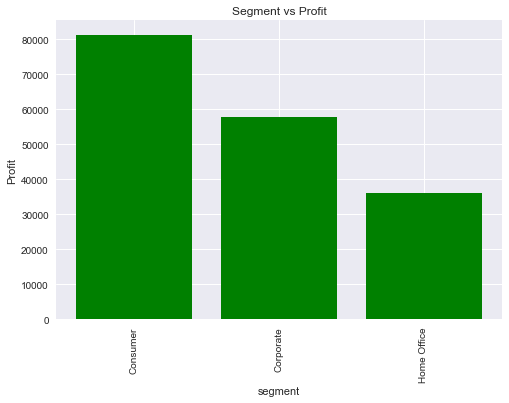 Segment vs Profit
80000
70000
60000
50000
40000
30000
20000
10000
0
Profit
Consumer
Corporate
Home Office
segment